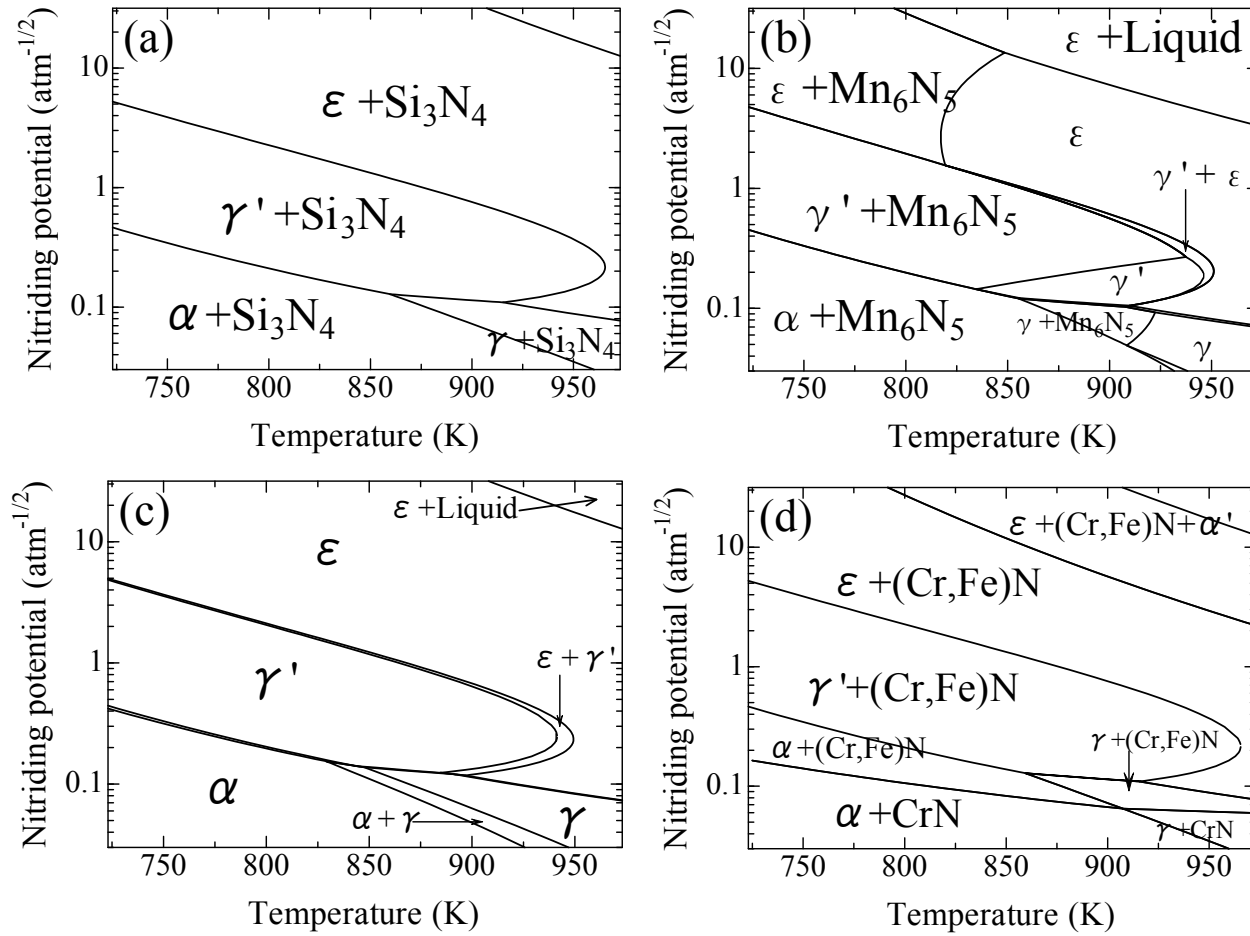 (a)
Nitriding potential (atm⁻¹/²)
10
1
0.1
ε +Si₃N₄
γ' +Si₃N₄
α +Si₃N₄
γ +Si₃N₄
750 800 850 900 950
Temperature (K)
(b)
Nitriding potential (atm⁻¹/²)
10
1
0.1
ε +Liquid
ε +Mn₆N₅
ε
γ' + ε
γ' +Mn₆N₅
γ'
α +Mn₆N₅
γ +Mn₆N₅
γ
750 800 850 900 950
Temperature (K)
(c)
Nitriding potential (atm⁻¹/²)
10
1
0.1
ε +Liquid
ε
ε + γ'
γ'
α
α + γ
γ
750 800 850 900 950
Temperature (K)
(d)
Nitriding potential (atm⁻¹/²)
10
1
0.1
ε +(Cr,Fe)N+α'
ε +(Cr,Fe)N
γ'+(Cr,Fe)N
γ +(Cr,Fe)N
α +(Cr,Fe)N
α +CrN
γ +CrN
750 800 850 900 950
Temperature (K)